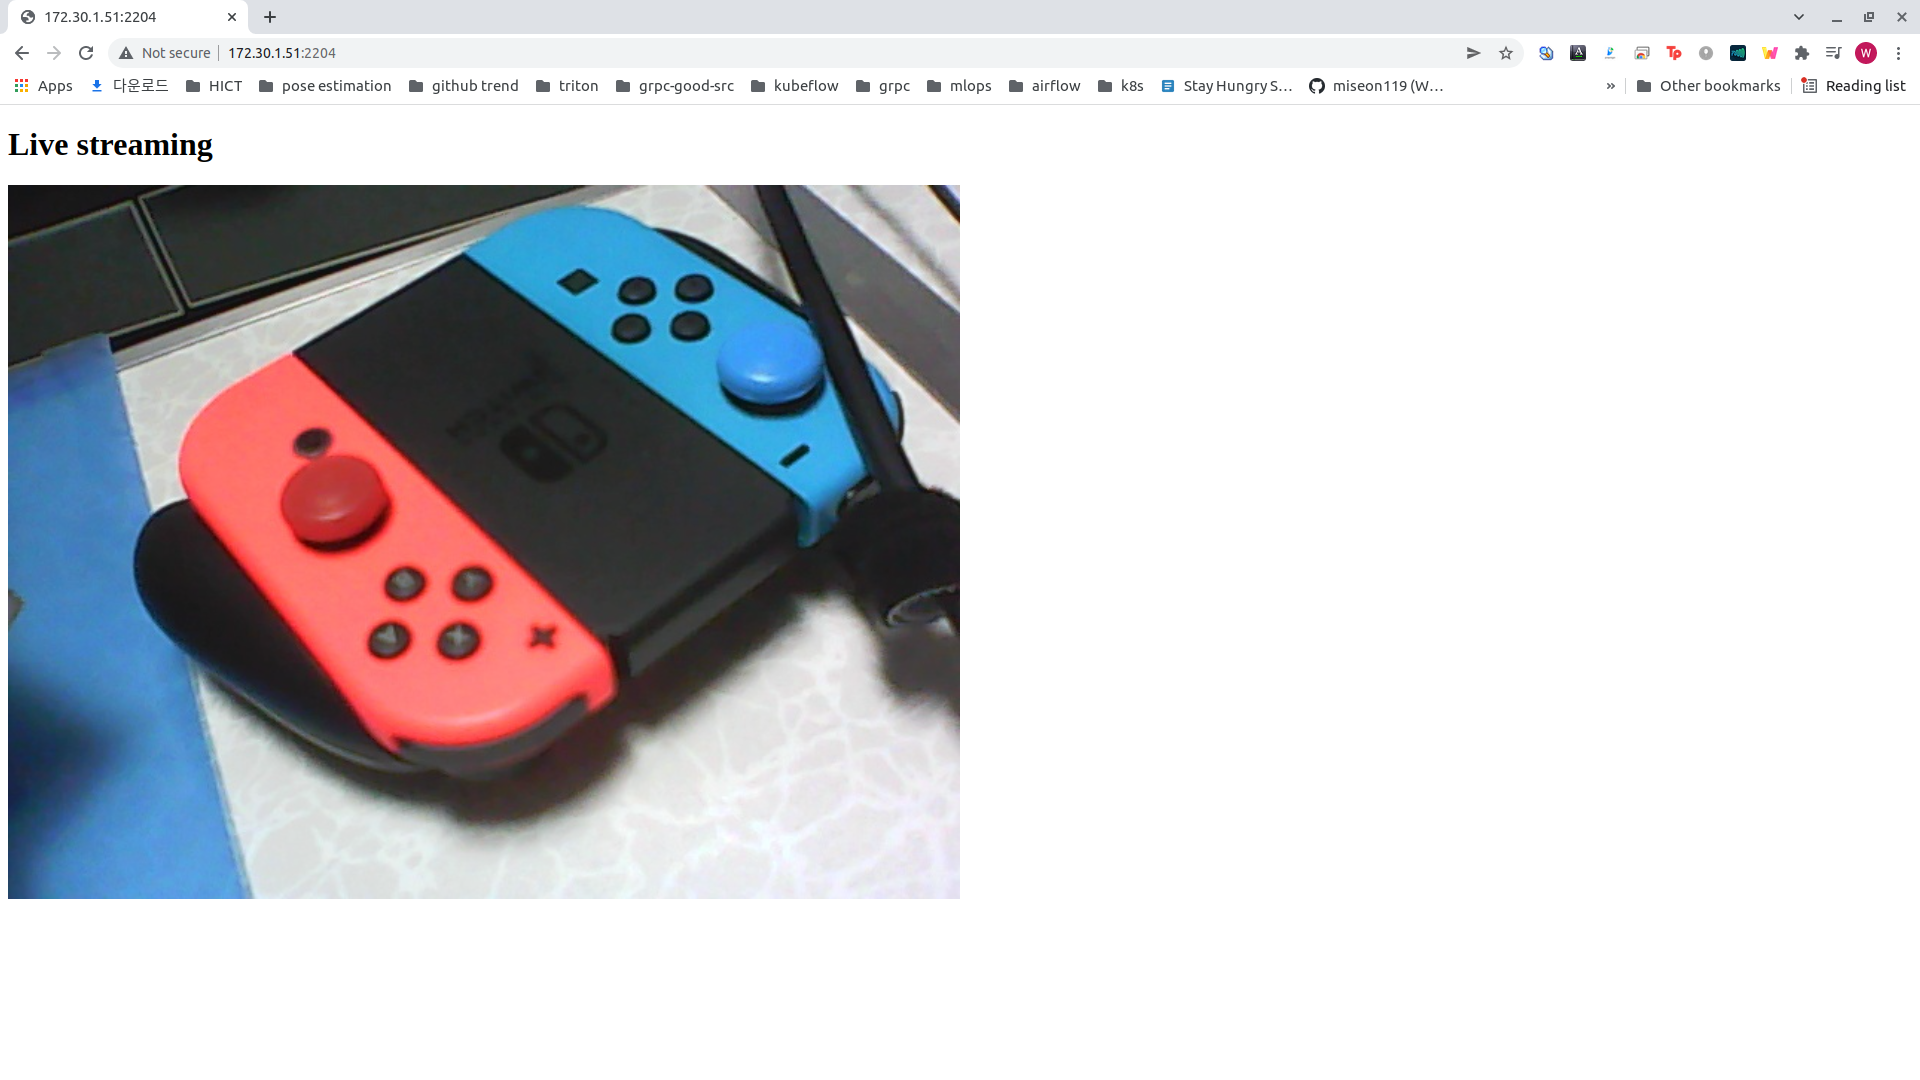 172.30.1.51:2204
Not secure
172.30.1.51:2204
W
Apps
다운로드
HICT
pose estimation
github trend
triton
grpc-good-src
kubeflow
grpc
mlops
airflow
k8s
Stay Hungry S…
miseon119 (W…
»
Other bookmarks
Reading list
Live streaming